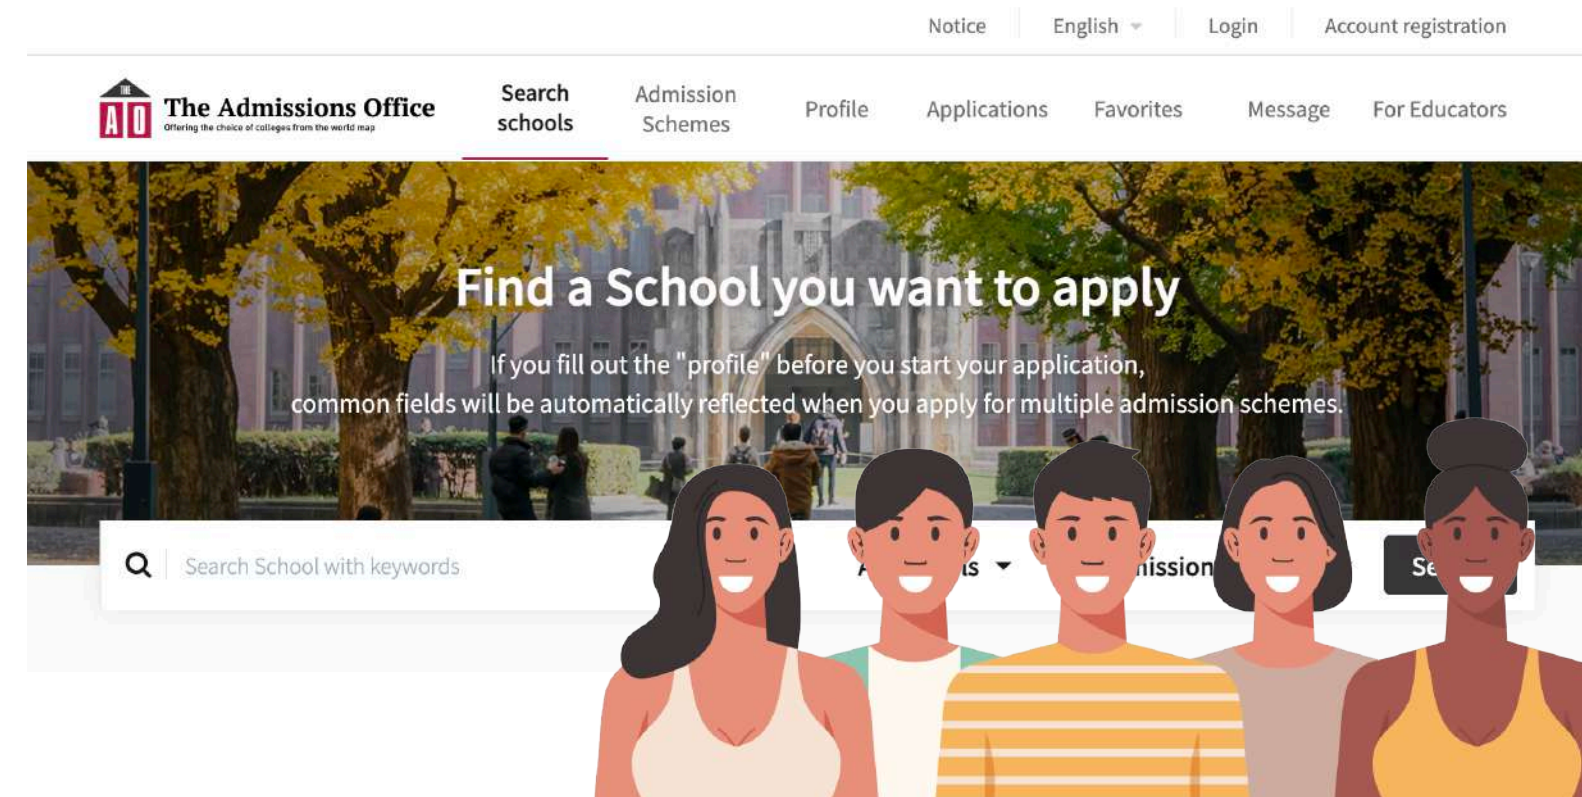 Notice English Login Account registration
THE
AO
The Admissions Office
Offering the choice of colleges from the world map
Search
schools
Admission
Schemes
Profile
Applications
Favorites
Message
For Educators
Find a School you want to apply
If you fill out the "profile" before you start your application,
common fields will be automatically reflected when you apply for multiple admission schemes.
Search School with keywords